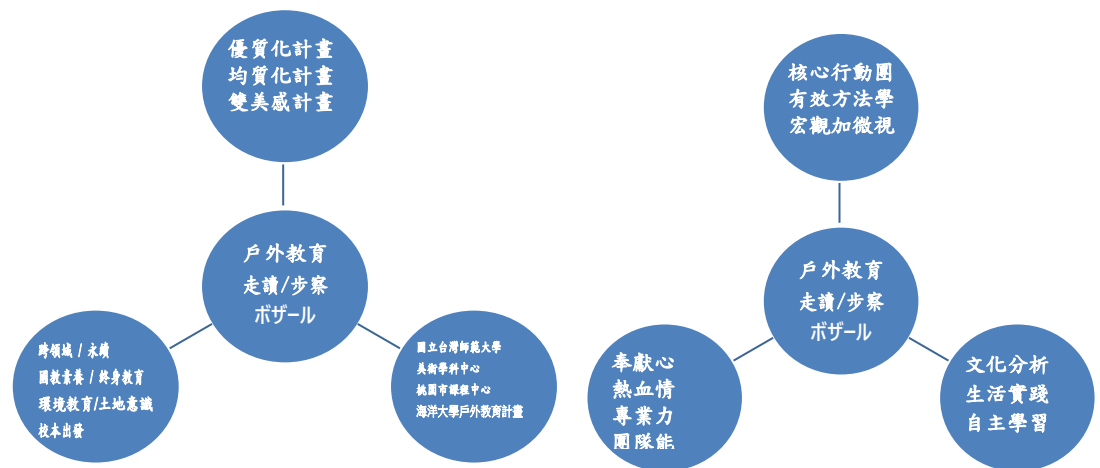 優質化計畫
均質化計畫
雙美感計畫
戶外教育
走讀/步察
ボザール
跨領域 / 永續
國教素養 / 終身教育
環境教育/土地意識
校本出發
國立台灣師範大學
美術學科中心
桃園市課程中心
海洋大學戶外教育計畫
核心行動團
有效方法學
宏觀加微視
戶外教育
走讀/步察
ボザール
奉獻心
熱血情
專業力
團隊能
文化分析
生活實踐
自主學習